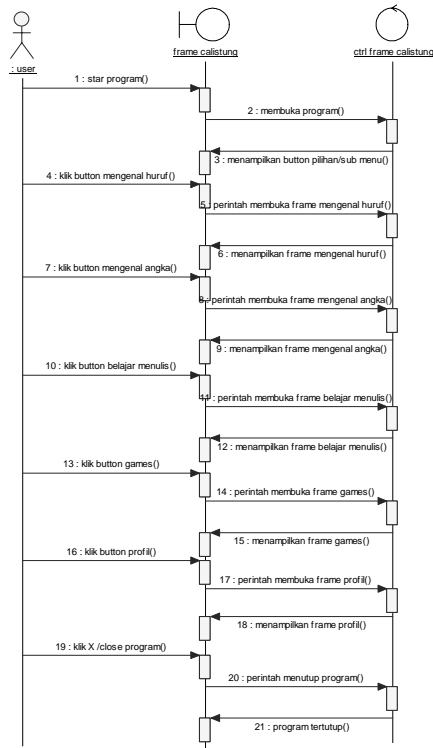 frame calistung
ctrl frame calistung
: user
1 : star program()
2 : membuka program()
3 : menampilkan button pilihan/sub menu()
4 : klik button mengenal huruf()
5 : perintah membuka frame mengenal huruf()
6 : menampilkan frame mengenal huruf()
7 : klik button mengenal angka()
8 : perintah membuka frame mengenal angka()
9 : menampilkan frame mengenal angka()
10 : klik button belajar menulis()
11 : perintah membuka frame belajar menulis()
12 : menampilkan frame belajar menulis()
13 : klik button games()
14 : perintah membuka frame games()
15 : menampilkan frame games()
16 : klik button profil()
17 : perintah membuka frame profil()
18 : menampilkan frame profil()
19 : klik X /close program()
20 : perintah menutup program()
21 : program tertutup()